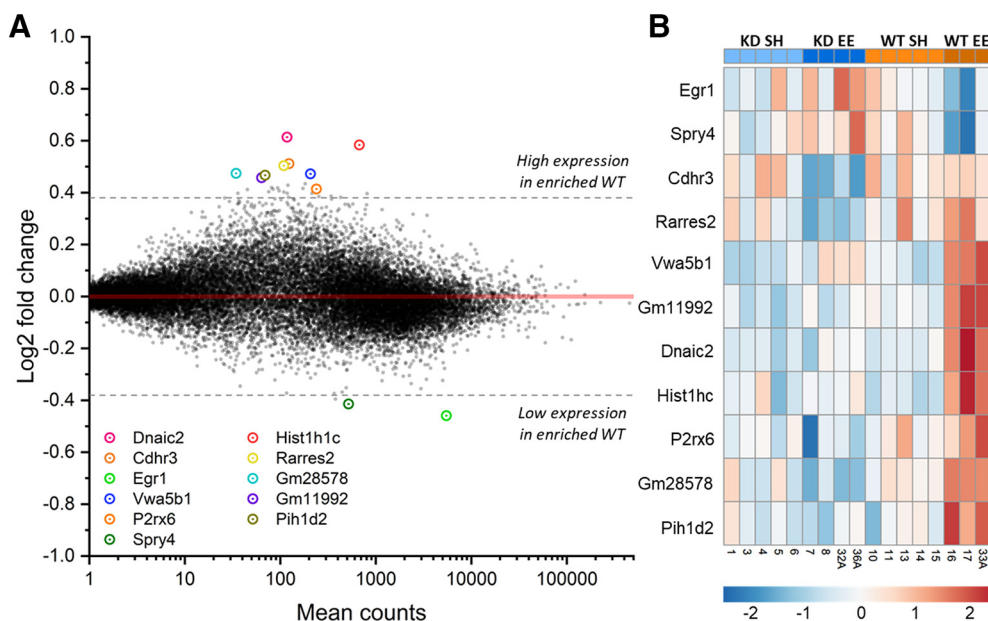 A
1.0
0.8
0.6
0.4
0.2
0.0
-0.2
-0.4
-0.6
-0.8
-1.0
Log2 fold change
High expression
in enriched WT
Low expression
in enriched WT
Dnaic2
Cdhr3
Egr1
Vwa5b1
P2rx6
Spry4
Hist1h1c
Rarres2
Gm28578
Gm11992
Pih1d2
1 10 100 1000 10000 100000
Mean counts
B
KD SH KD EE WT SH WT EE
Egr1
Spry4
Cdhr3
Rarres2
Vwa5b1
Gm11992
Dnaic2
Hist1hc
P2rx6
Gm28578
Pih1d2
1 3 4 5 6 7 8 32A 36A 10 11 13 14 15 16 17 33A
-2 -1 0 1 2